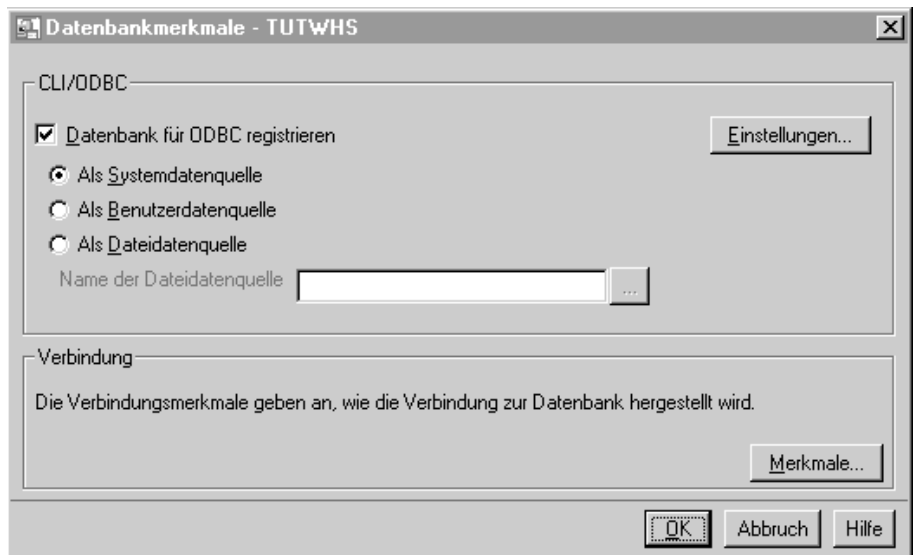 Datenbankmerkmale - TUTWHS
CLI/ODBC
Datenbank für ODBC registrieren
Einstellungen...
Als Systemdatenquelle
Als Benutzerdatenquelle
Als Dateidatenquelle
Name der Dateidatenquelle
...
Verbindung
Die Verbindungsmerkmale geben an, wie die Verbindung zur Datenbank hergestellt wird.
Merkmale...
OK Abbruch Hilfe